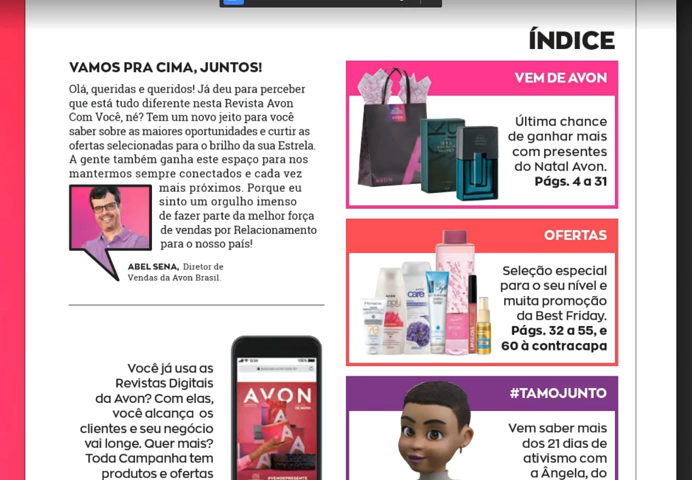 VAMOS PRA CIMA, JUNTOS!
Olá, queridas e queridos! Já deu para perceber
que está tudo diferente nesta Revista Avon
Com Você, né? Tem um novo jeito para você
saber sobre as maiores oportunidades e curtir as
ofertas selecionadas para o brilho da sua Estrela.
A gente também ganha este espaço para nos
mantermos sempre conectados e cada vez
mais próximos. Porque eu
sinto um orgulho imenso
de fazer parte da melhor força
de vendas por Relacionamento
para o nosso país!
ABEL SENA, Diretor de
Vendas da Avon Brasil.
Você já usa as
Revistas Digitais
da Avon? Com elas,
você alcança os
clientes e seu negócio
vai longe. Quer mais?
Toda Campanha tem
produtos e ofertas
AVON
ÍNDICE
VEM DE AVON
AVON
Última chance
de ganhar mais
com presentes
do Natal Avon.
Págs. 4 a 31
OFERTAS
care
Seleção especial
para o seu nível e
muita promoção
da Best Friday.
Págs. 32 a 55, e
60 à contracapa
#TAMOJUNTO
Vem saber mais
dos 21 dias de
ativismo com
a Ângela, do